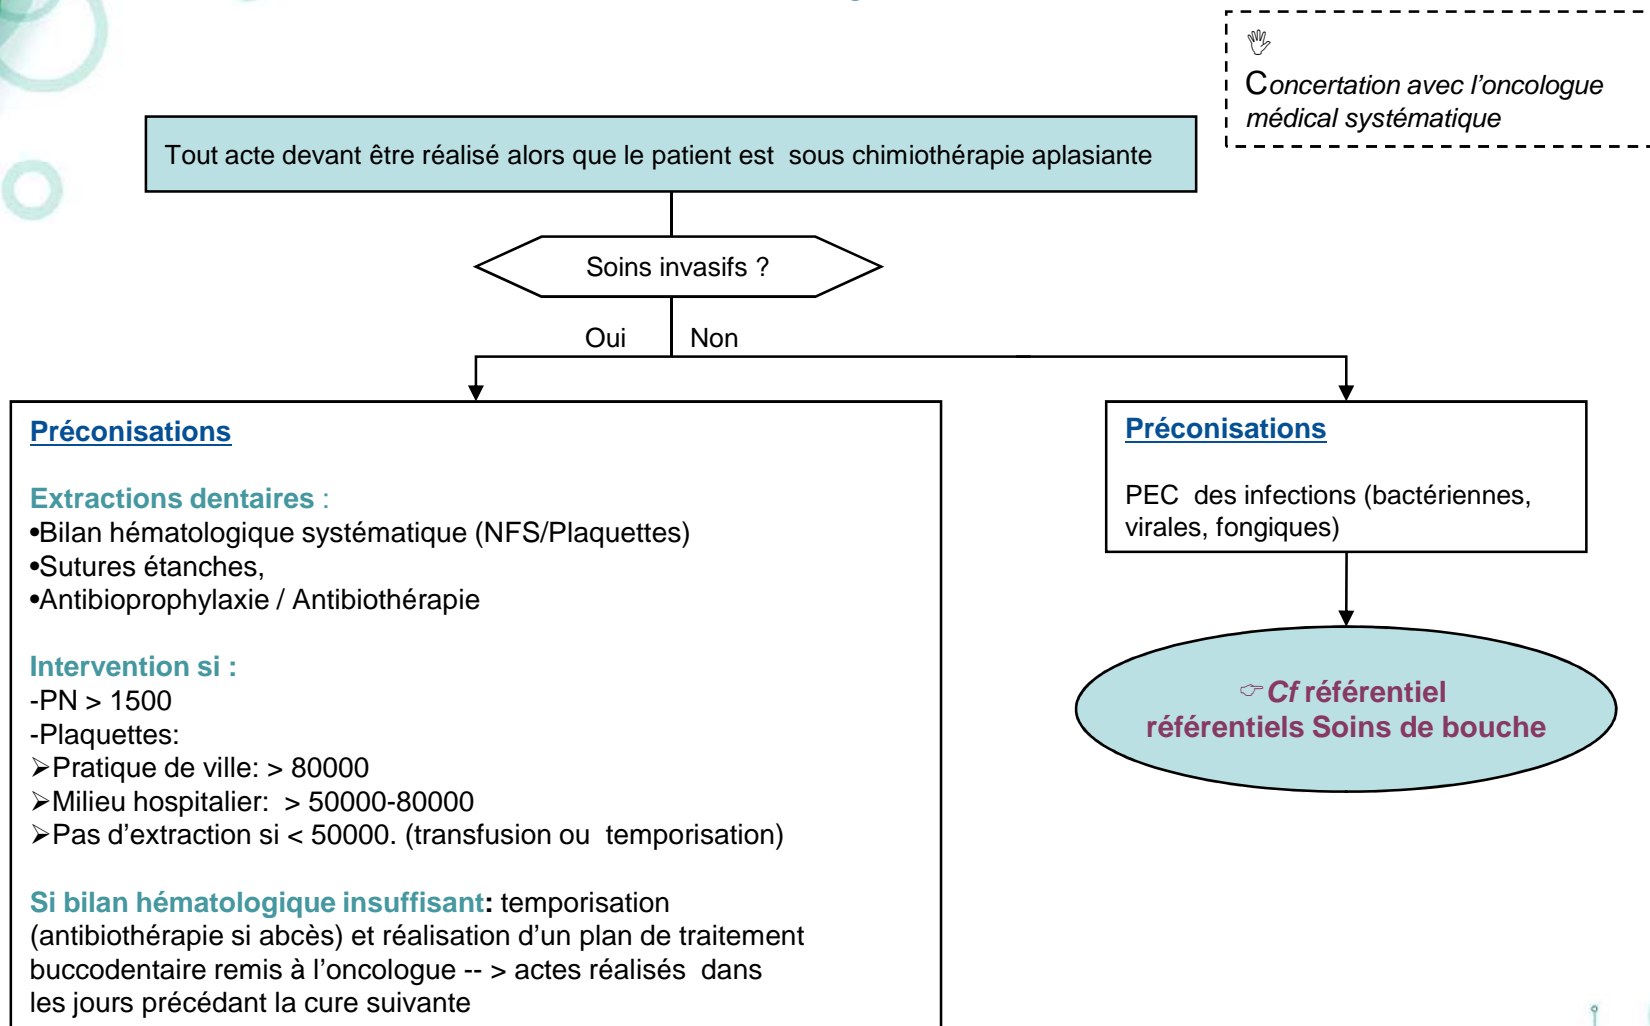 🖐
Concertation avec l’oncologue
médical systématique
Tout acte devant être réalisé alors que le patient est sous chimiothérapie aplasiante
Soins invasifs ?
Oui
Non
Préconisations
Extractions dentaires :
•Bilan hématologique systématique (NFS/Plaquettes)
•Sutures étanches,
•Antibioprophylaxie / Antibiothérapie
Intervention si :
-PN > 1500
-Plaquettes:
➢Pratique de ville: > 80000
➢Milieu hospitalier: > 50000-80000
➢Pas d’extraction si < 50000. (transfusion ou temporisation)
Si bilan hématologique insuffisant: temporisation
(antibiothérapie si abcès) et réalisation d’un plan de traitement
buccodentaire remis à l’oncologue -- > actes réalisés dans
les jours précédant la cure suivante
Préconisations
PEC des infections (bactériennes,
virales, fongiques)
☞Cf référentiel
référentiels Soins de bouche